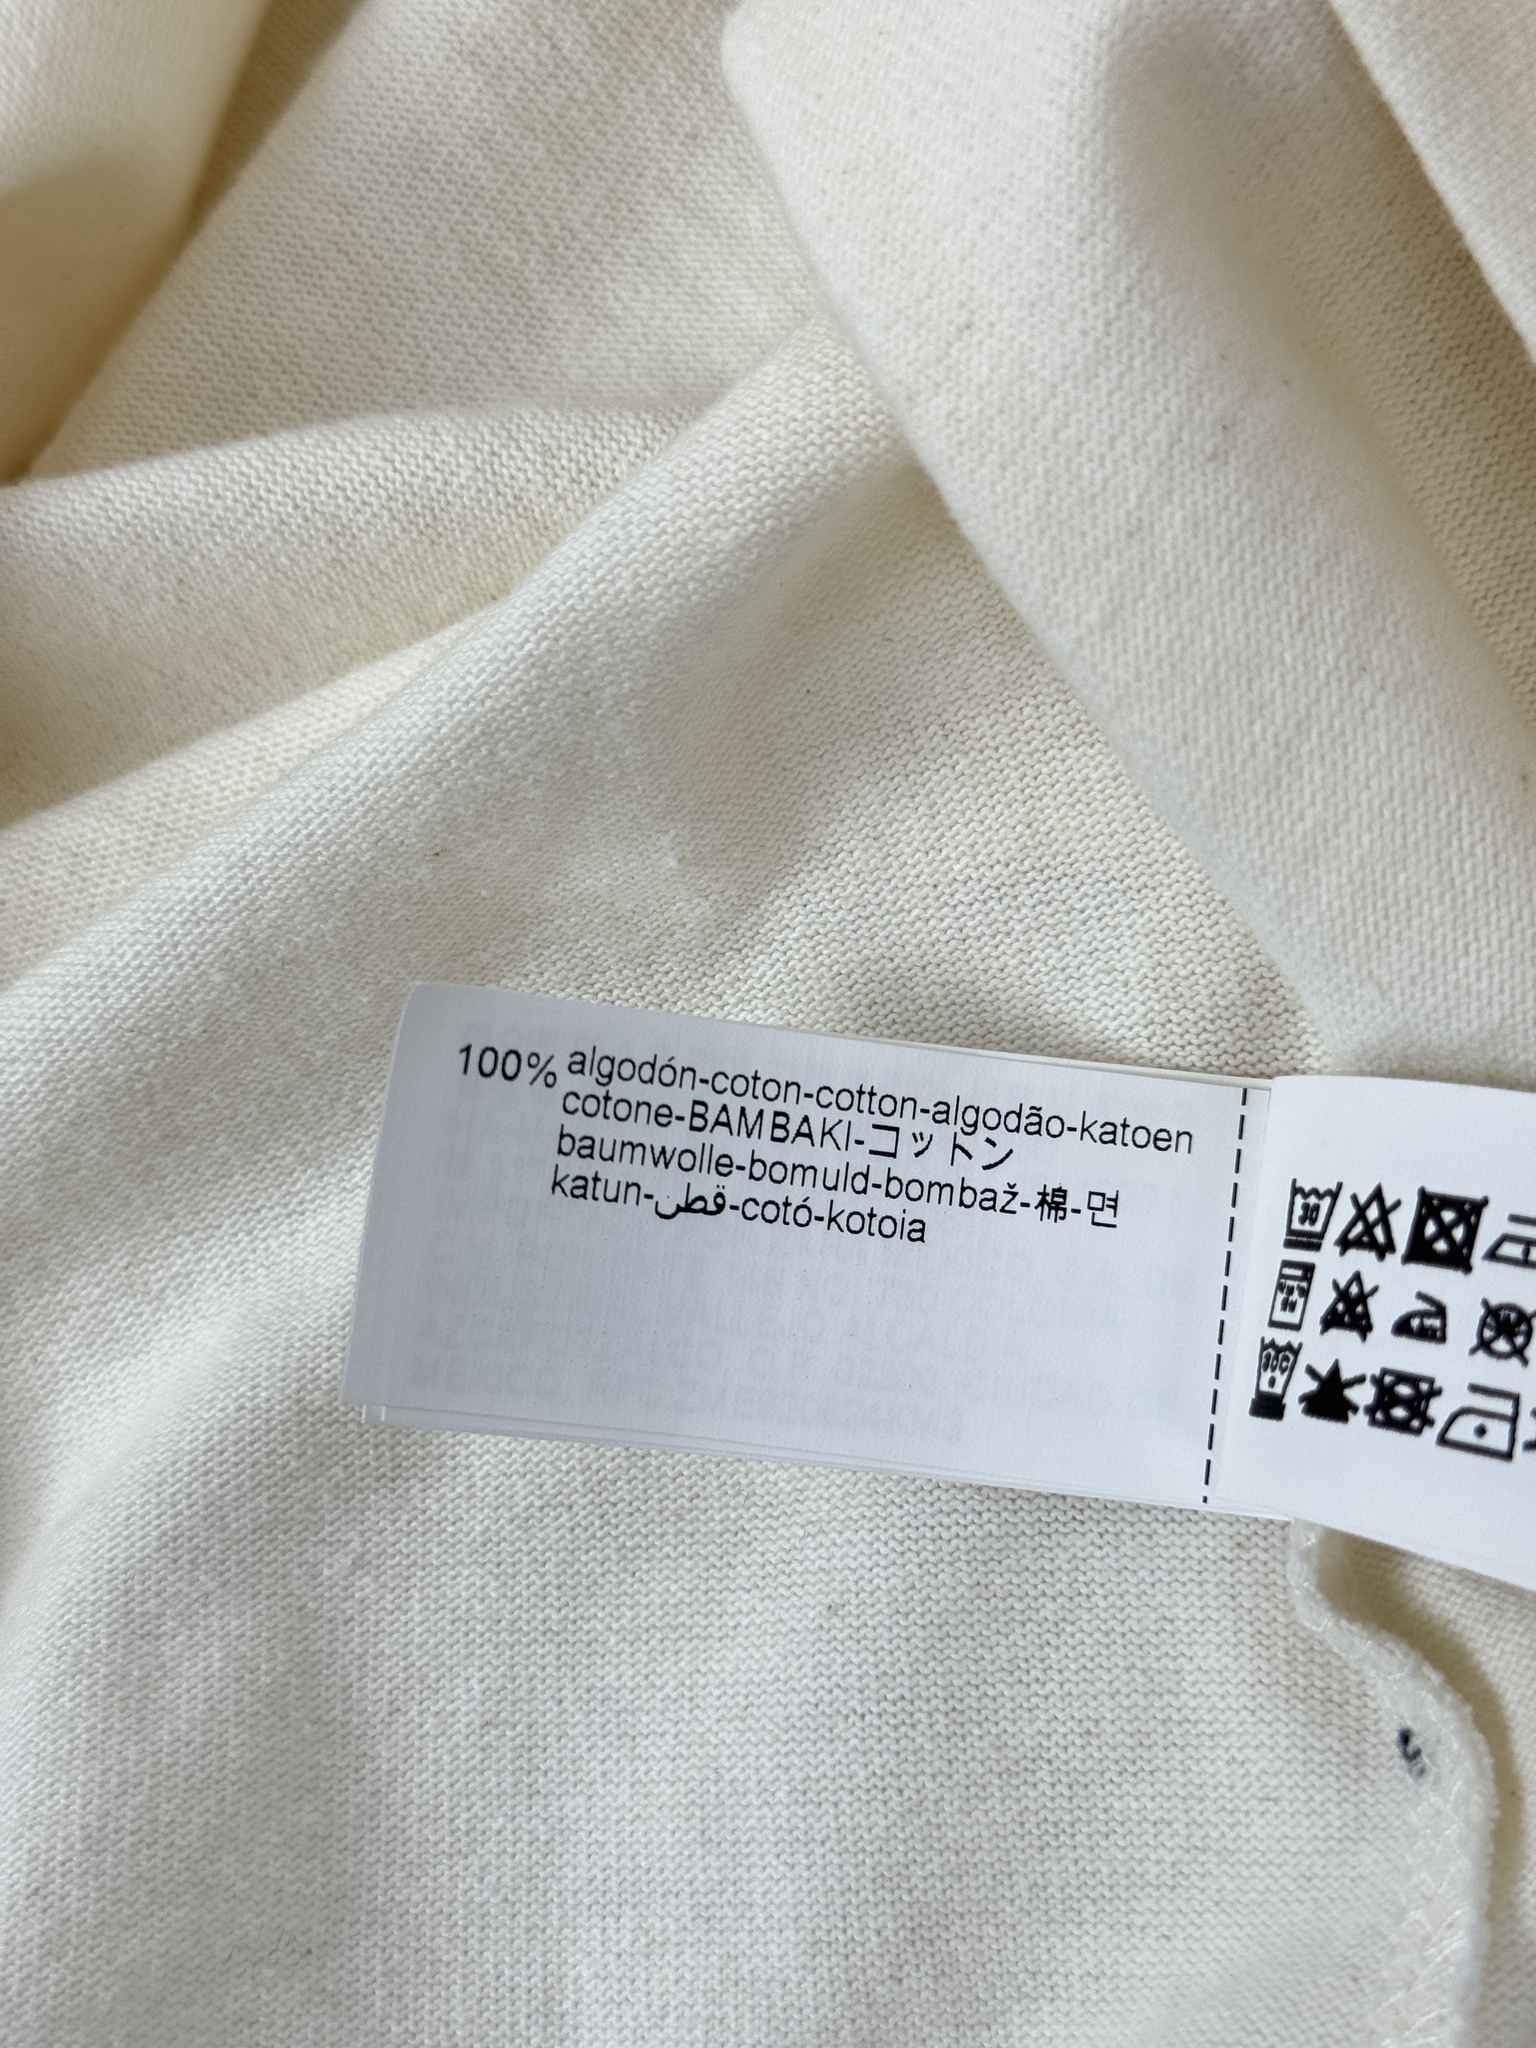 100% algodón-coton-cotton-algodão-katoen
cotone-BAMBAKI-コットン
baumwolle-bomuld-bombaž-棉-면
katun-قطن-cotó-kotoia
30